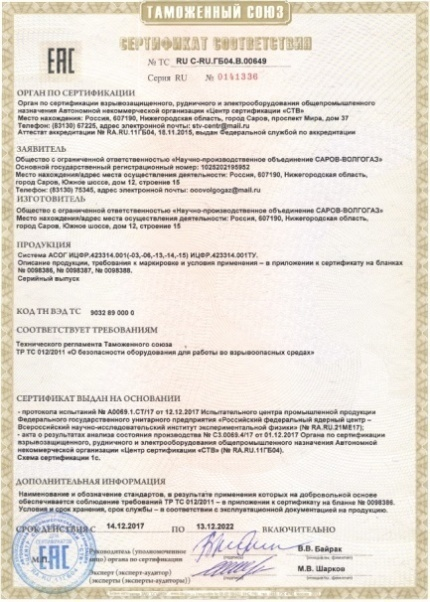 ТАМОЖЕННЫЙ СОЮЗ
СЕРТИФИКАТ СООТВЕТСТВИЯ
ЕАС
№ ТС RU C-RU.ГБ04.В.00649
Серия RU № 0141336
ОРГАН ПО СЕРТИФИКАЦИИ
Орган по сертификации взрывозащищенного, рудничного и электрооборудования общепромышленного
назначения Автономной некоммерческой организации «Центр сертификации «СТВ»
Место нахождения: Россия, 607190, Нижегородская область, город Саров, проспект Мира, дом 37
Телефон: (83130) 67225, адрес электронной почты: stv-centr@mail.ru
Аттестат аккредитации № RA.RU.11ГБ04, 18.11.2015, выдан Федеральной службой по аккредитации
ЗАЯВИТЕЛЬ
Общество с ограниченной ответственностью «Научно-производственное объединение САРОВ-ВОЛГОГАЗ»
Основной государственный регистрационный номер: 1025202195952
Место нахождения/адрес места осуществления деятельности: Россия, 607190, Нижегородская область,
город Саров, Южное шоссе, дом 12, строение 15
Телефон: (83130) 75345, адрес электронной почты: ooovolgogaz@mail.ru
ИЗГОТОВИТЕЛЬ
Общество с ограниченной ответственностью «Научно-производственное объединение САРОВ-ВОЛГОГАЗ»
Место нахождения/адрес места осуществления деятельности: Россия, 607190, Нижегородская область,
город Саров, Южное шоссе, дом 12, строение 15
ПРОДУКЦИЯ
Система АСОГ ИЦФР.423314.001(-03,-06,-13,-14,-15) ИЦФР.423314.001ТУ.
Описание продукции, требования к маркировке и условия применения – в приложении к сертификату на бланках
№ 0098386, № 0098387, № 0098388.
Серийный выпуск
КОД ТН ВЭД ТС 9032 89 000 0
СООТВЕТСТВУЕТ ТРЕБОВАНИЯМ
Технического регламента Таможенного союза
ТР ТС 012/2011 «О безопасности оборудования для работы во взрывоопасных средах»
СЕРТИФИКАТ ВЫДАН НА ОСНОВАНИИ
- протокола испытаний № А0069.1.СТ/17 от 12.12.2017 Испытательного центра промышленной продукции
Федерального государственного унитарного предприятия «Российский федеральный ядерный центр –
Всероссийский научно-исследовательский институт экспериментальной физики» (№ RA.RU.21МЕ17);
- акта о результатах анализа состояния производства № С3.0069.4/17 от 01.12.2017 Органа по сертификации
взрывозащищенного, рудничного и электрооборудования общепромышленного назначения Автономной
некоммерческой организации «Центр сертификации «СТВ» (№ RA.RU.11ГБ04).
Схема сертификации 1с.
ДОПОЛНИТЕЛЬНАЯ ИНФОРМАЦИЯ
Наименование и обозначение стандартов, в результате применения которых на добровольной основе
обеспечивается соблюдение требований ТР ТС 012/2011 – в приложении к сертификату на бланке № 0098386.
Условия и срок хранения, срок службы – в соответствии с эксплуатационной документацией на продукцию.
СРОК ДЕЙСТВИЯ С 14.12.2017 ПО 13.12.2022 ВКЛЮЧИТЕЛЬНО
М.П.
Руководитель (уполномоченное
лицо) органа по сертификации
В.В. Байрак
Эксперт (эксперт-аудитор)
(эксперты (эксперты-аудиторы))
М.В. Шарков